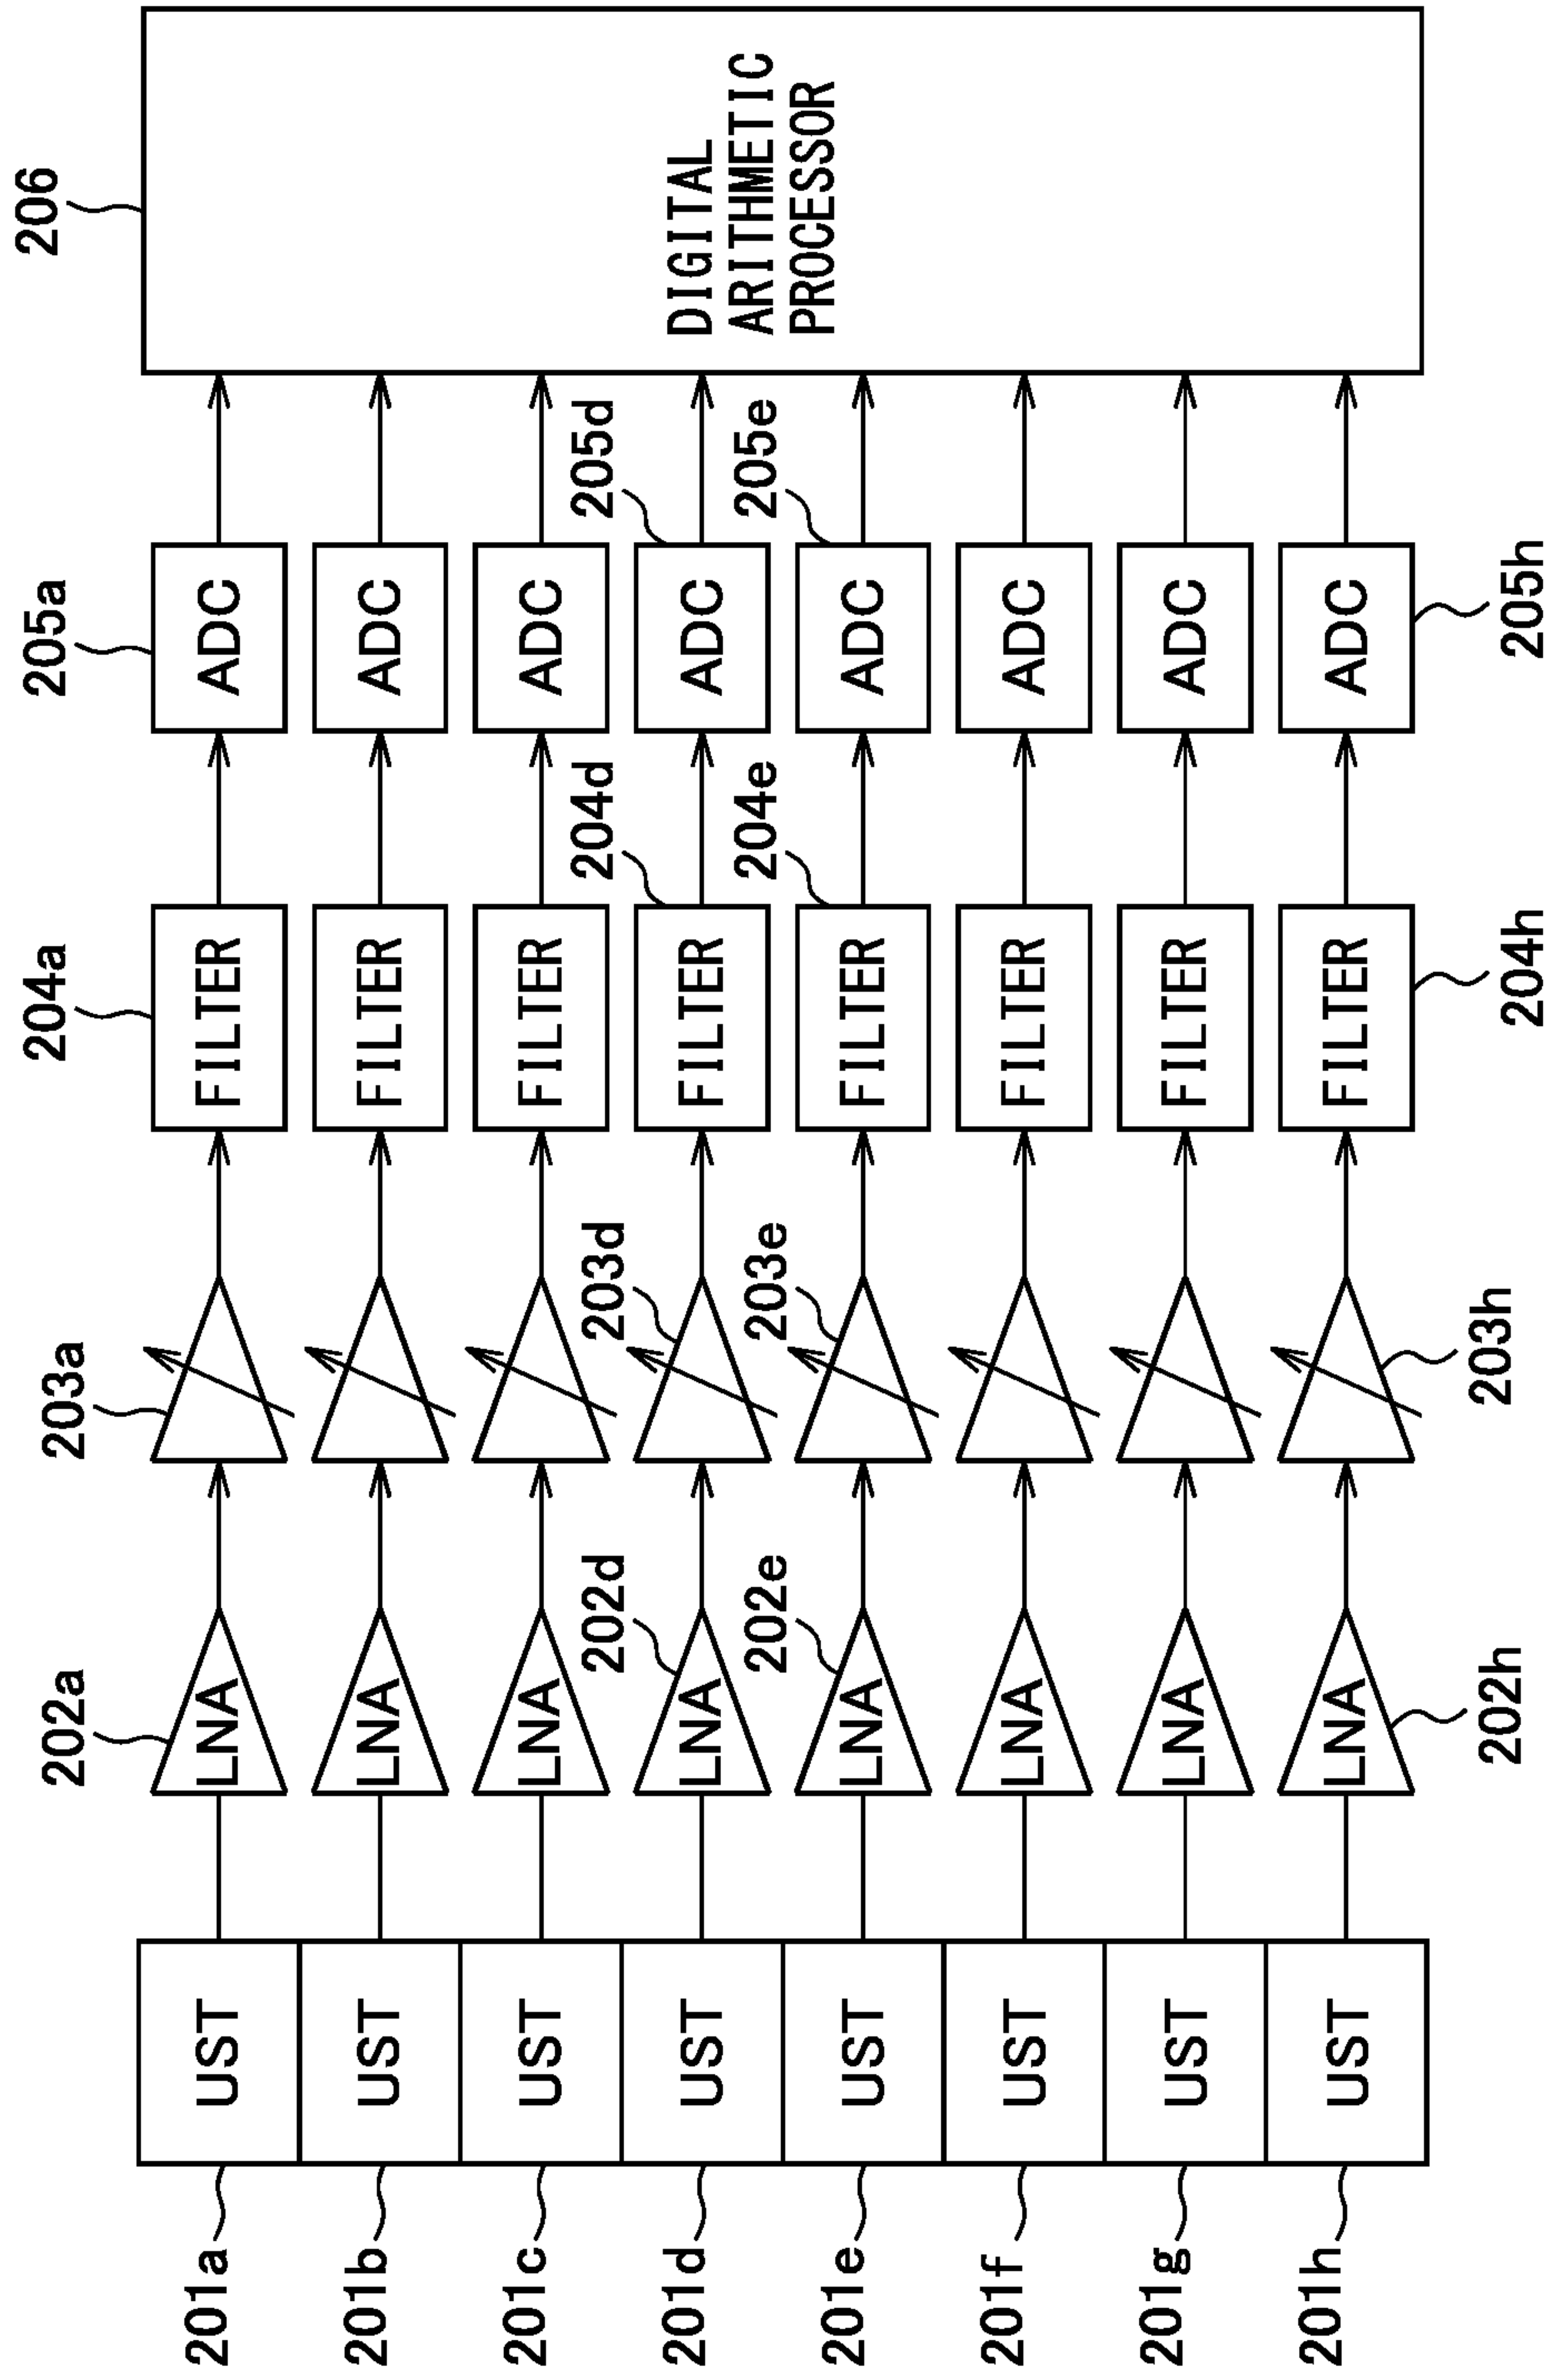 206
DIGITAL
ARITHMETIC
PROCESSOR
201a
UST
202a
LNA
203a
204a
FILTER
205a
ADC
201b
UST
LNA
FILTER
ADC
201c
UST
LNA
FILTER
ADC
201d
UST
202d
LNA
203d
204d
FILTER
205d
ADC
201e
UST
202e
LNA
203e
204e
FILTER
205e
ADC
201f
UST
LNA
FILTER
ADC
201g
UST
LNA
FILTER
ADC
201h
UST
LNA
202h
203h
FILTER
204h
ADC
205h